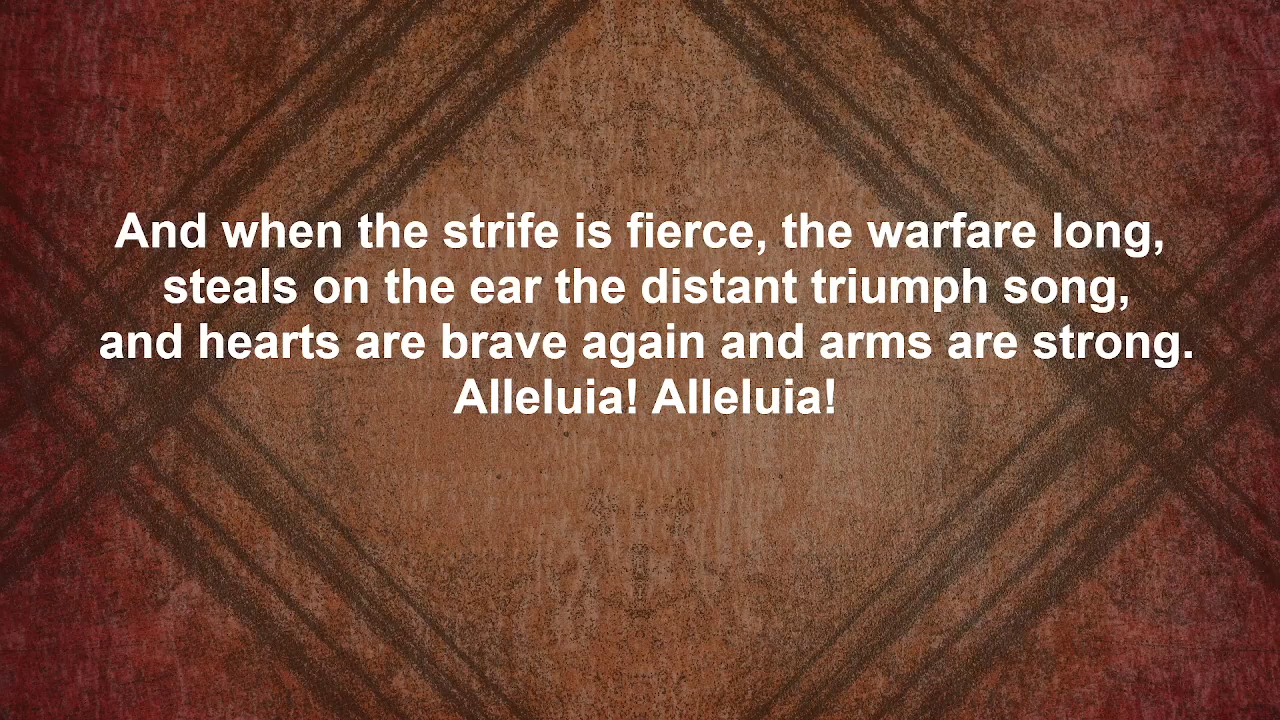 And when the strife is fierce, the warfare long,
steals on the ear the distant triumph song,
and hearts are brave again and arms are strong.
Alleluia! Alleluia!